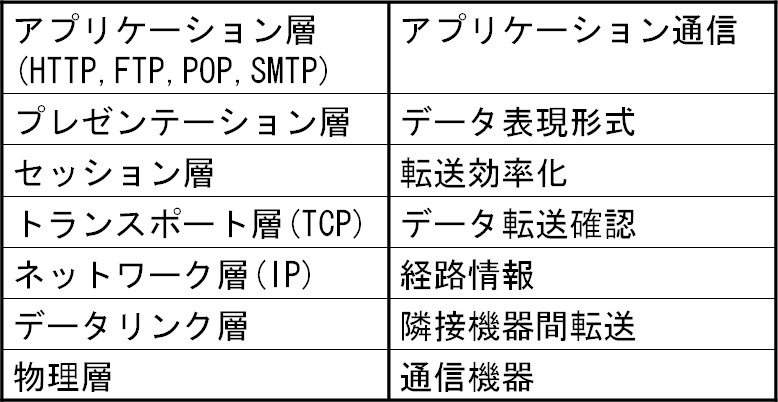 アプリケーション層
(HTTP,FTP,POP,SMTP)
アプリケーション通信
プレゼンテーション層
データ表現形式
セッション層
転送効率化
トランスポート層(TCP)
データ転送確認
ネットワーク層(IP)
経路情報
データリンク層
隣接機器間転送
物理層
通信機器